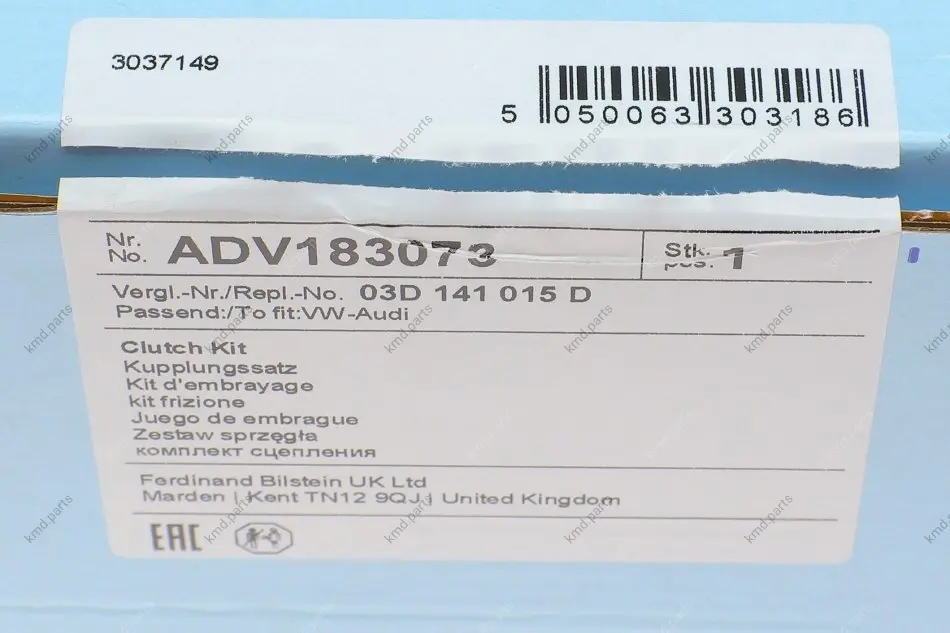 3037149
5 050063 303186
Nr.
No. ADV183073
Stk.
pcs. 1
Vergl.-Nr./Repl.-No. 03D 141 015 D
Passend:/To fit:VW-Audi
Clutch Kit
Kupplungssatz
Kit d'embrayage
kit frizione
Juego de embrague
Zestaw sprzęgła
комплект сцепления
Ferdinand Bilstein UK Ltd
Marden | Kent TN12 9QJ | United Kingdom
EAC
kmd.parts